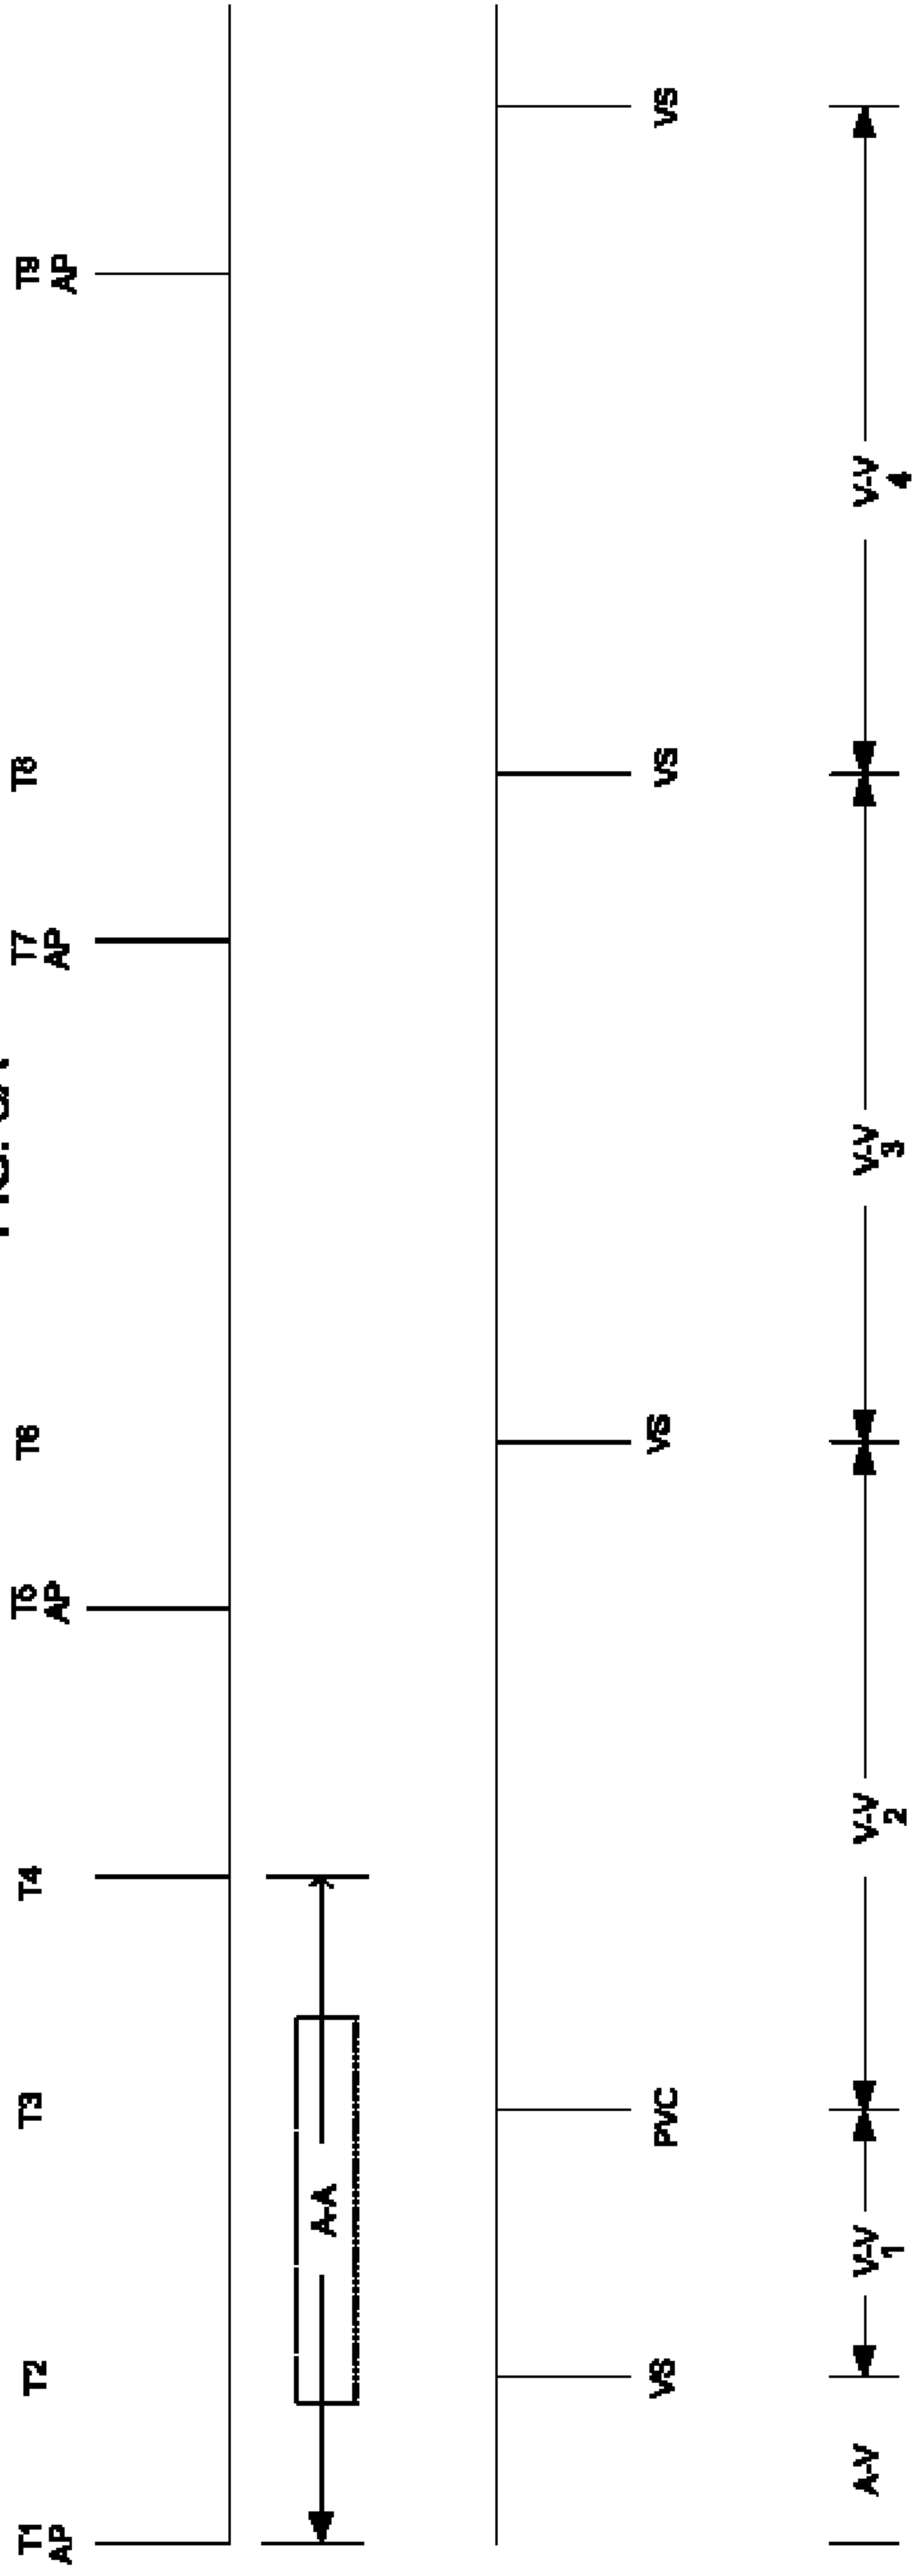 FIG.
T1 T2 T3 T4 T5 T6 T7 T8 T9
AP AP AP AP
A-A
VS PVC VS VS VS
A-V V-V V-V V-V V-V
1 2 3 4